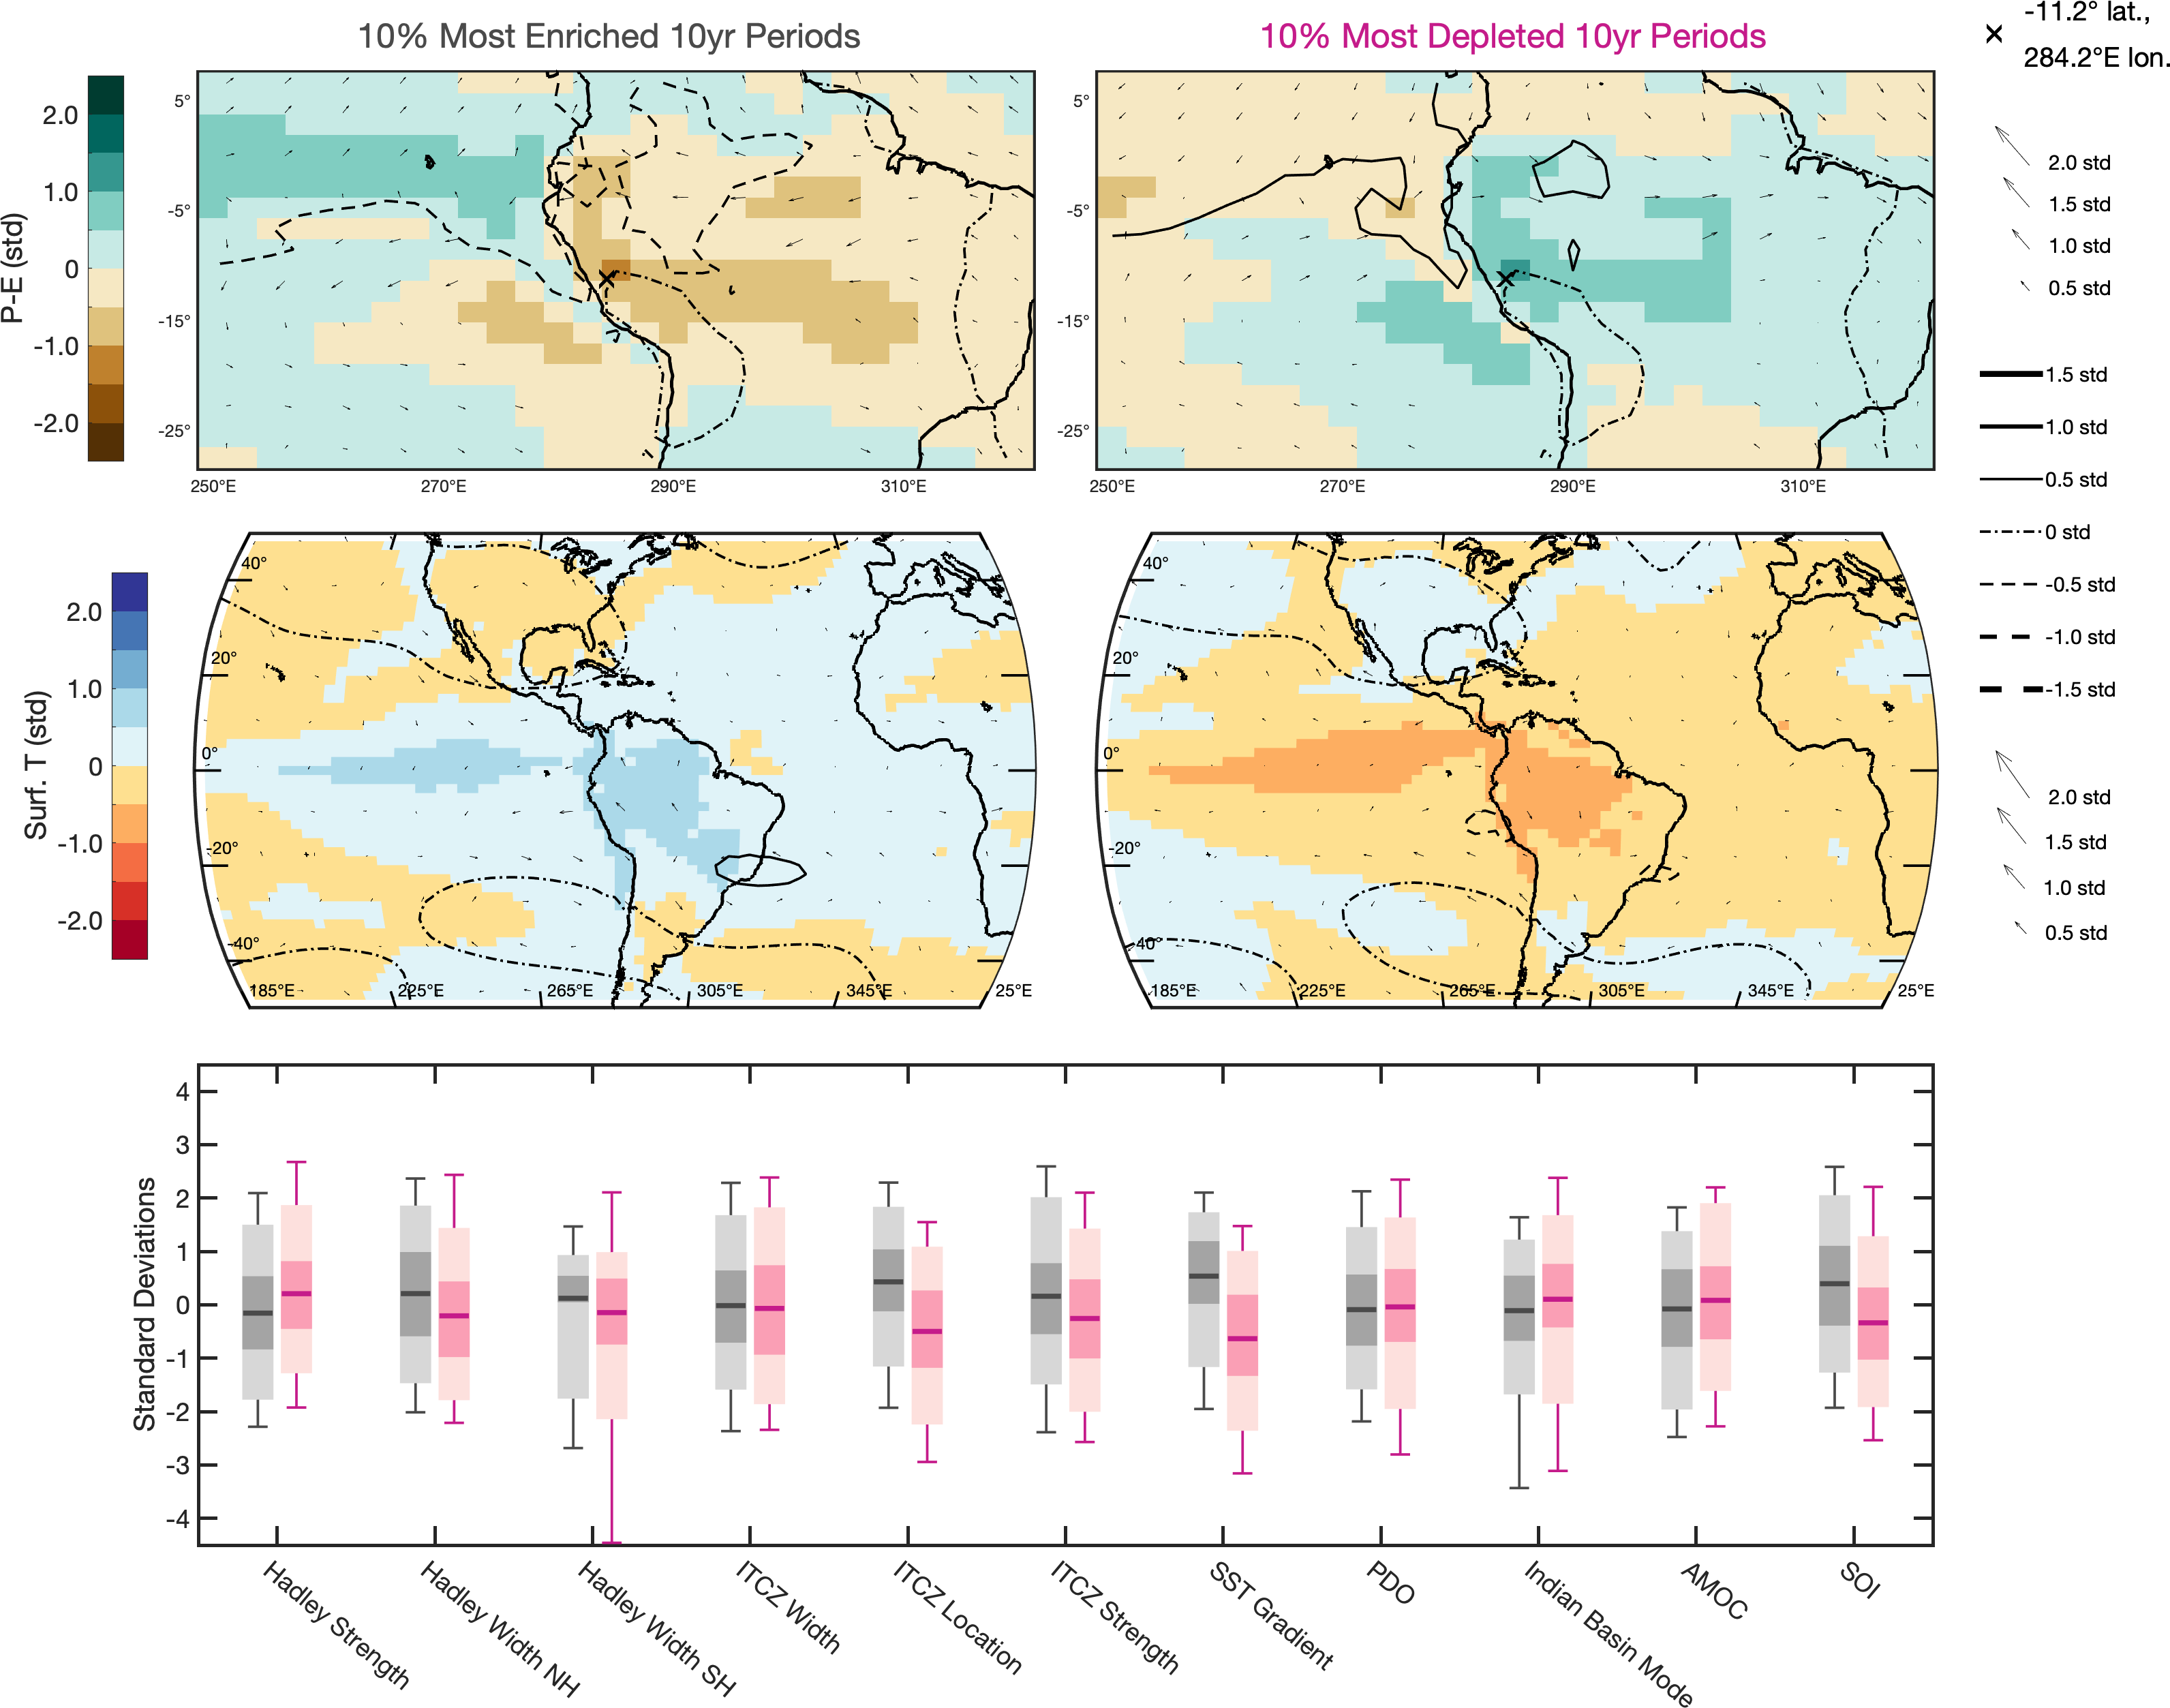 10% Most Enriched 10yr Periods
10% Most Depleted 10yr Periods
-11.2° lat.,
284.2°E lon.
P-E (std)
2.0
1.0
0
-1.0
-2.0
5°
-5°
-15°
-25°
250°E
270°E
290°E
310°E
5°
-5°
-15°
-25°
250°E
270°E
290°E
310°E
2.0 std
1.5 std
1.0 std
0.5 std
1.5 std
1.0 std
0.5 std
0 std
-0.5 std
-1.0 std
-1.5 std
Surf. T (std)
2.0
1.0
0
-1.0
-2.0
40°
20°
0°
-20°
-40°
185°E
225°E
265°E
305°E
345°E
25°E
40°
20°
0°
-20°
-40°
185°E
225°E
265°E
305°E
345°E
25°E
2.0 std
1.5 std
1.0 std
0.5 std
Standard Deviations
4
3
2
1
0
-1
-2
-3
-4
Hadley Strength
Hadley Width NH
Hadley Width SH
ITCZ Width
ITCZ Location
ITCZ Strength
SST Gradient
PDO
Indian Basin Mode
AMOC
SOI